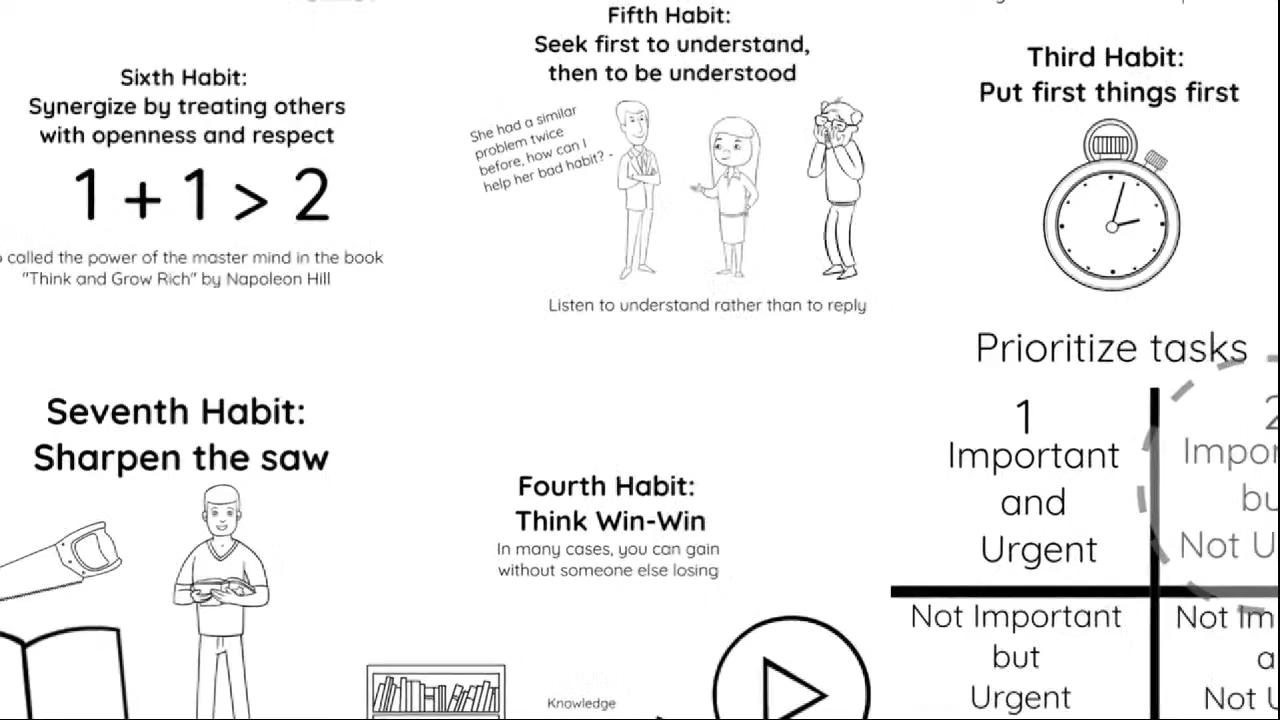 Fifth Habit:
Seek first to understand,
then to be understood
She had a similar
problem twice
before, how can I
help her bad habit? -
Listen to understand rather than to reply
Sixth Habit:
Synergize by treating others
with openness and respect
1 + 1 > 2
called the power of the master mind in the book
"Think and Grow Rich" by Napoleon Hill
Third Habit:
Put first things first
Prioritize tasks
1
Important
and
Urgent
2
Not
Not Important
but
Urgent
Not
Not
Seventh Habit:
Sharpen the saw
Fourth Habit:
Think Win-Win
In many cases, you can gain
without someone else losing
Knowledge